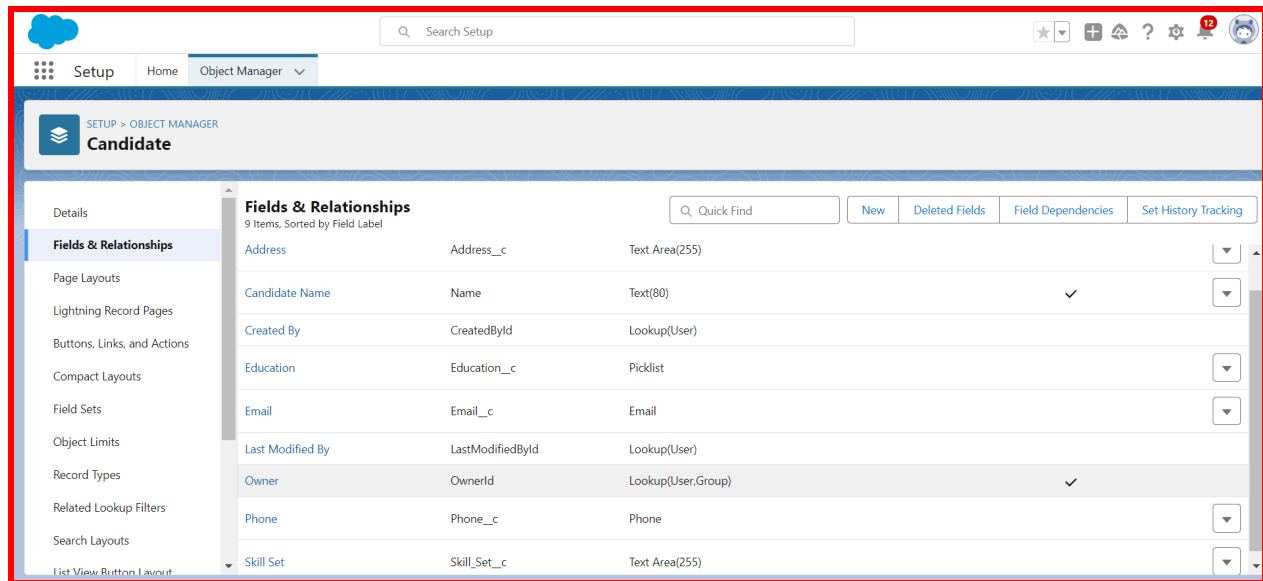 Search Setup
12
Setup
Home
Object Manager
SETUP > OBJECT MANAGER
Candidate
Details
Fields & Relationships
Page Layouts
Lightning Record Pages
Buttons, Links, and Actions
Compact Layouts
Field Sets
Object Limits
Record Types
Related Lookup Filters
Search Layouts
List View Button Layout
Fields & Relationships
9 Items, Sorted by Field Label
Quick Find
New
Deleted Fields
Field Dependencies
Set History Tracking
Address Address__c Text Area(255)
Candidate Name Name Text(80)
Created By CreatedById Lookup(User)
Education Education__c Picklist
Email Email__c Email
Last Modified By LastModifiedById Lookup(User)
Owner OwnerId Lookup(User,Group)
Phone Phone__c Phone
Skill Set Skill_Set__c Text Area(255)